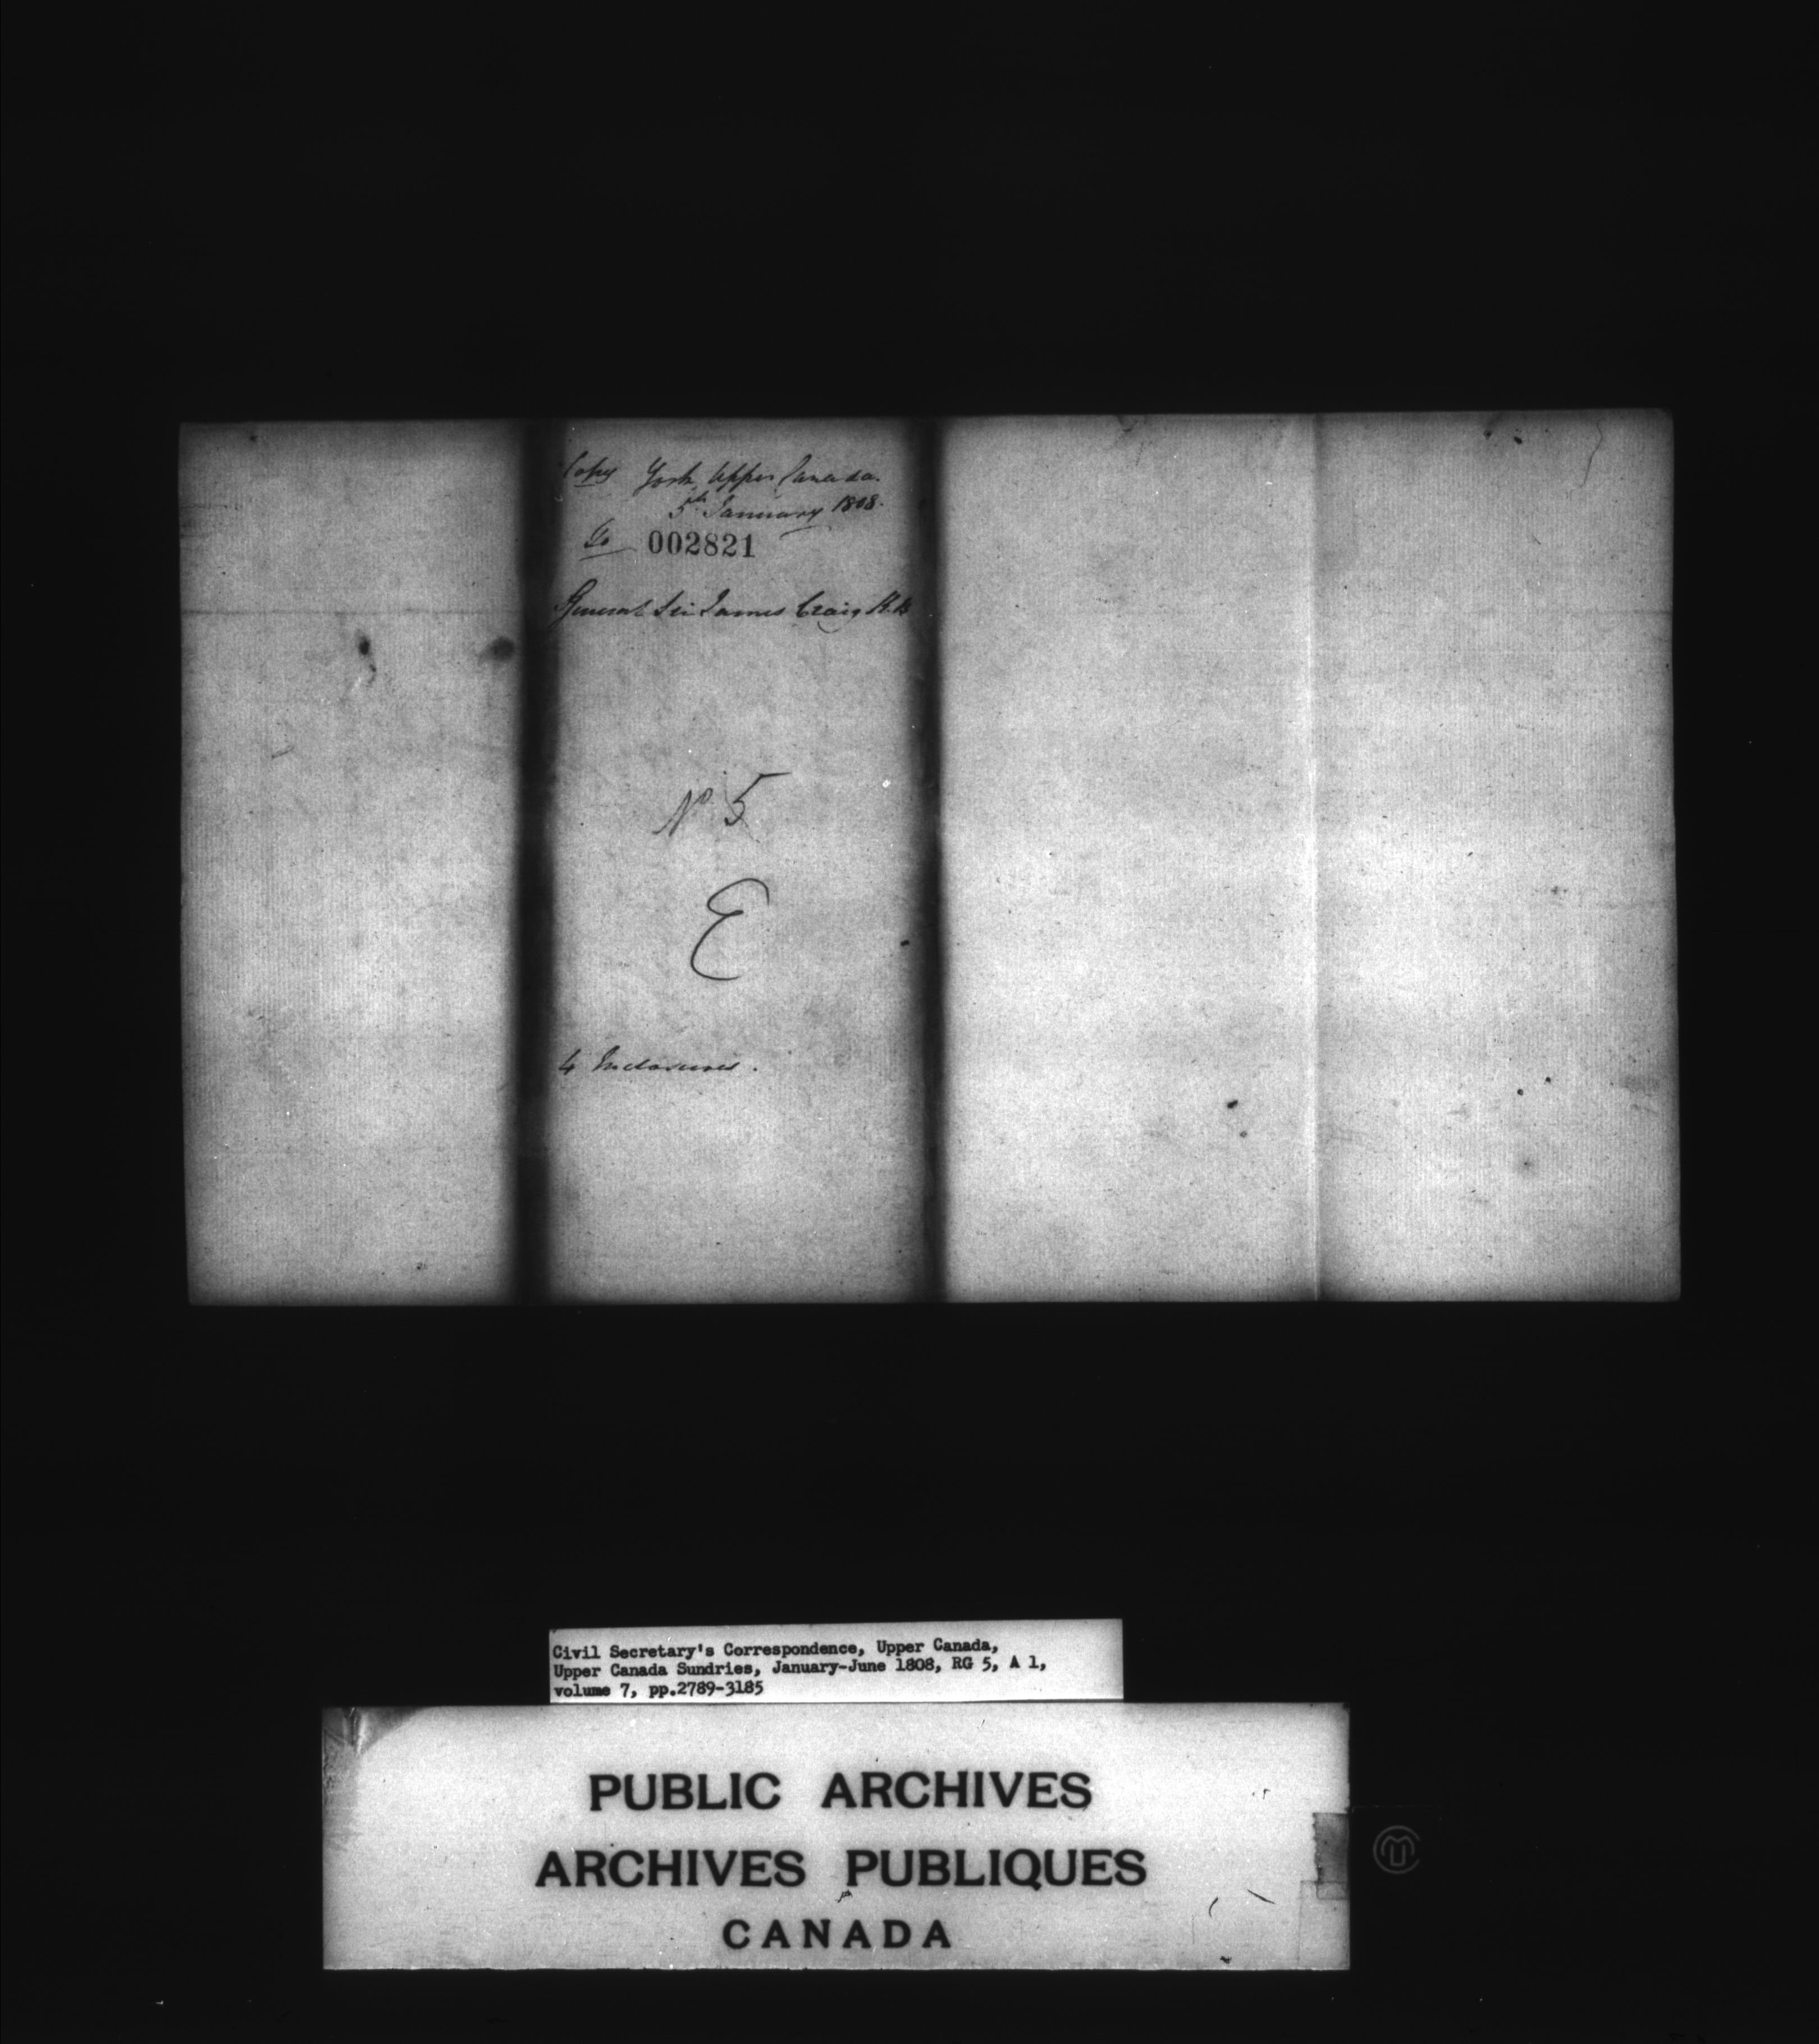 Copy York Upper Canada.
5th January 1808.
To 002821
General Sir James Craig K.B
No. 5
E
4 Inclosures.
Civil Secretary's Correspondence, Upper Canada,
Upper Canada Sundries, January-June 1808, RG 5, A 1,
volume 7, pp.2789-3185
PUBLIC ARCHIVES
ARCHIVES PUBLIQUES
CANADA